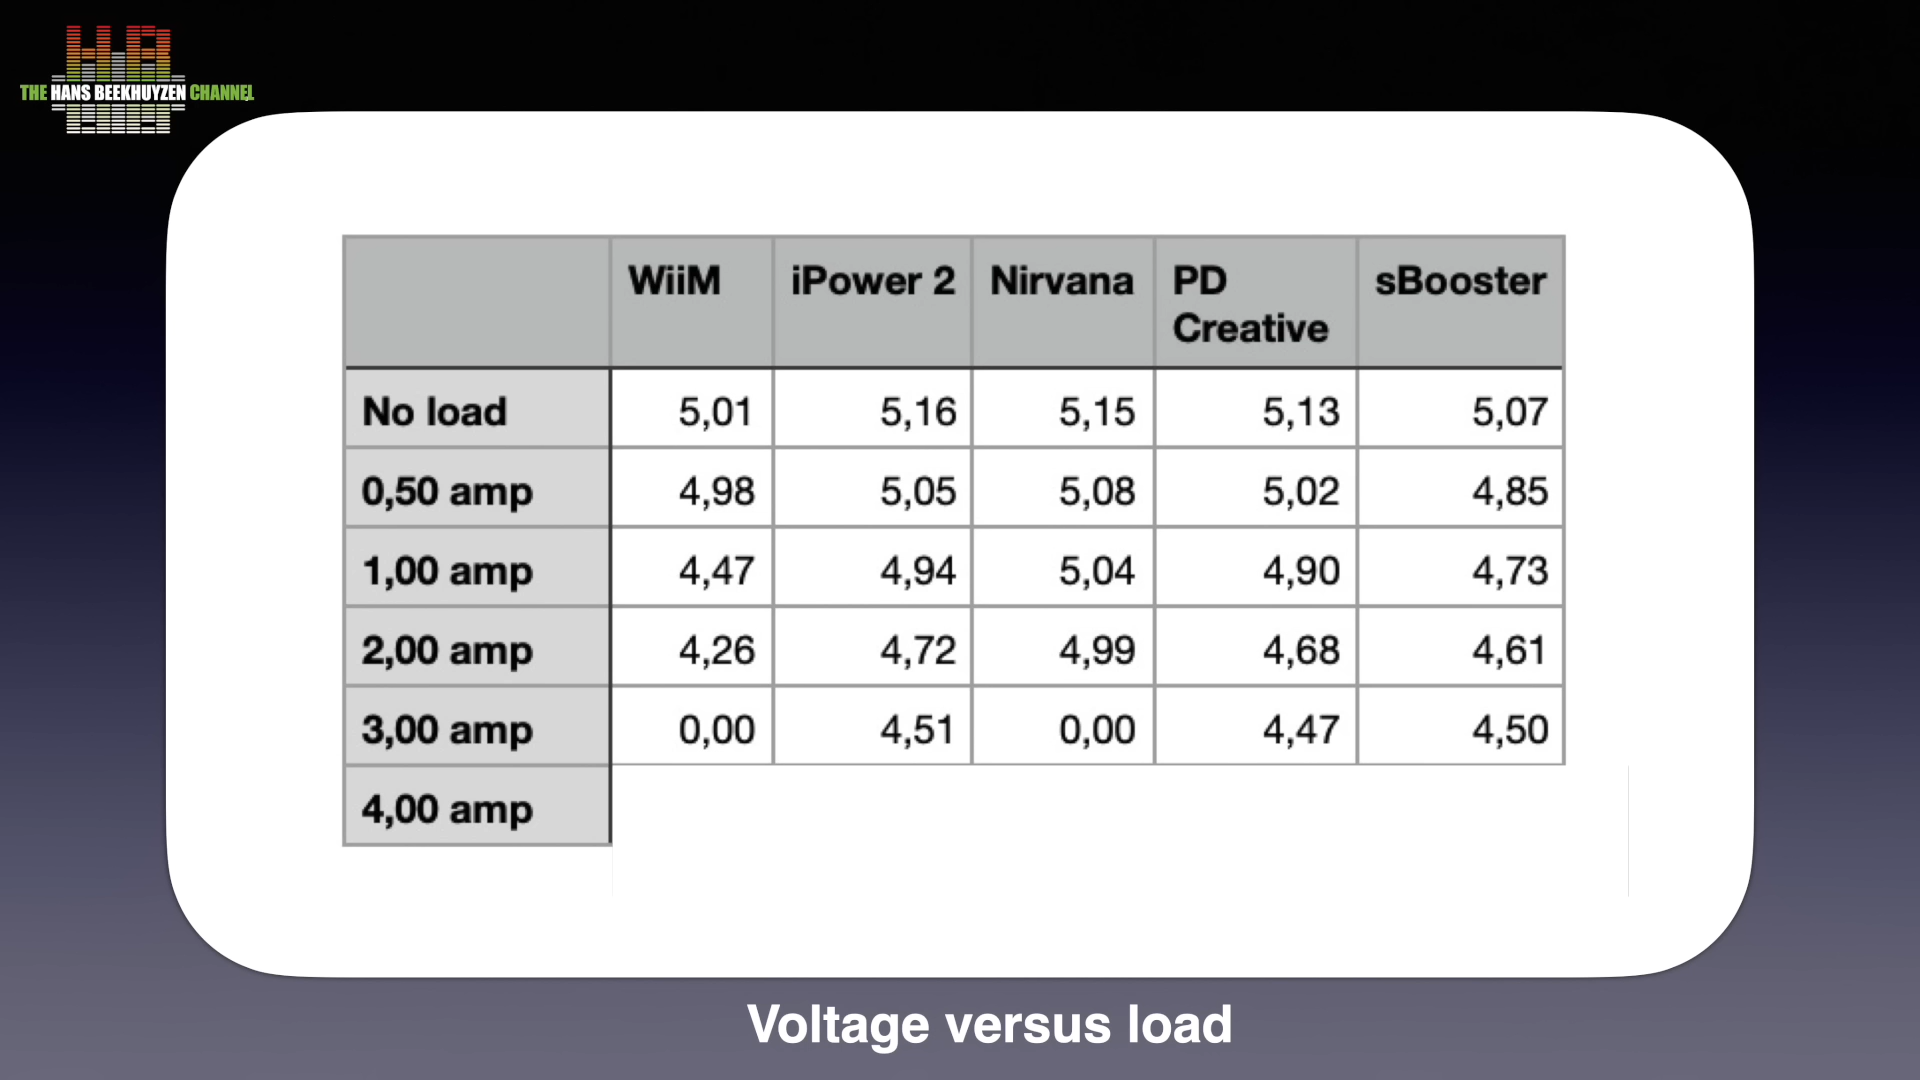 THE HANS BEEKHUYZEN CHANNEL
WiiM iPower 2 Nirvana PD Creative sBooster
No load 5,01 5,16 5,15 5,13 5,07
0,50 amp 4,98 5,05 5,08 5,02 4,85
1,00 amp 4,47 4,94 5,04 4,90 4,73
2,00 amp 4,26 4,72 4,99 4,68 4,61
3,00 amp 0,00 4,51 0,00 4,47 4,50
4,00 amp
Voltage versus load